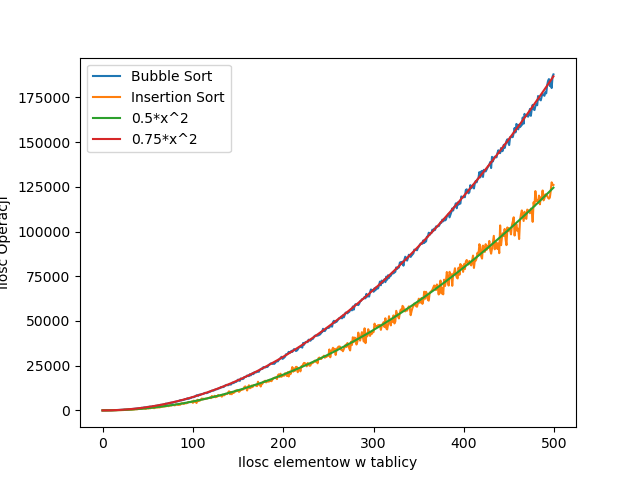 Bubble Sort
Insertion Sort
0.5*x^2
0.75*x^2
175000
150000
125000
100000
75000
50000
25000
0
Ilosc Operacji
0 100 200 300 400 500
Ilosc elementow w tablicy